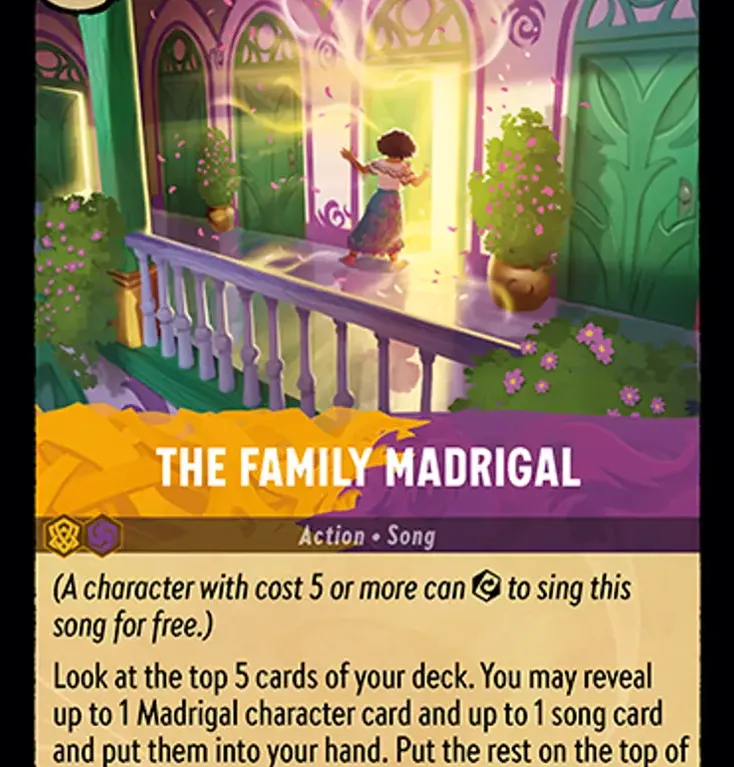 THE FAMILY MADRIGAL
Action • Song
(A character with cost 5 or more can to sing this
song for free.)
Look at the top 5 cards of your deck. You may reveal
up to 1 Madrigal character card and up to 1 song card
and put them into your hand. Put the rest on the top of